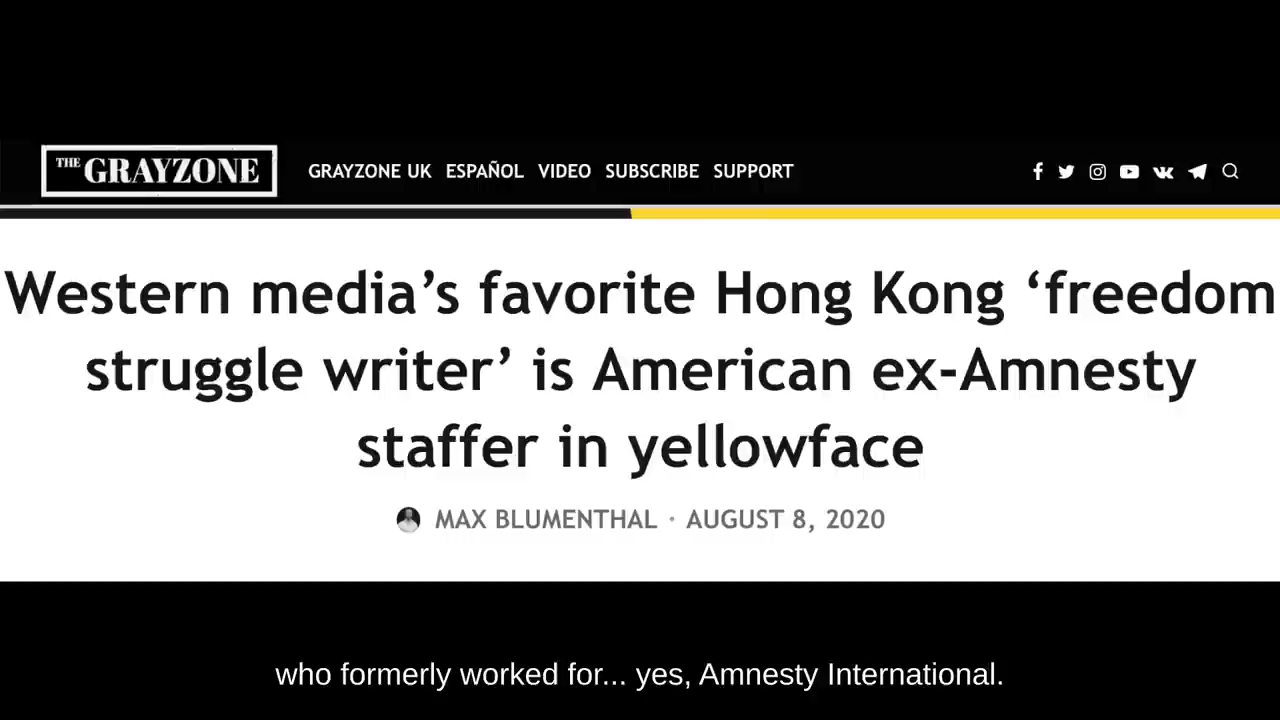 THE GRAYZONE
GRAYZONE UK ESPAÑOL VIDEO SUBSCRIBE SUPPORT
Western media’s favorite Hong Kong ‘freedom
struggle writer’ is American ex-Amnesty
staffer in yellowface
MAX BLUMENTHAL · AUGUST 8, 2020
who formerly worked for... yes, Amnesty International.